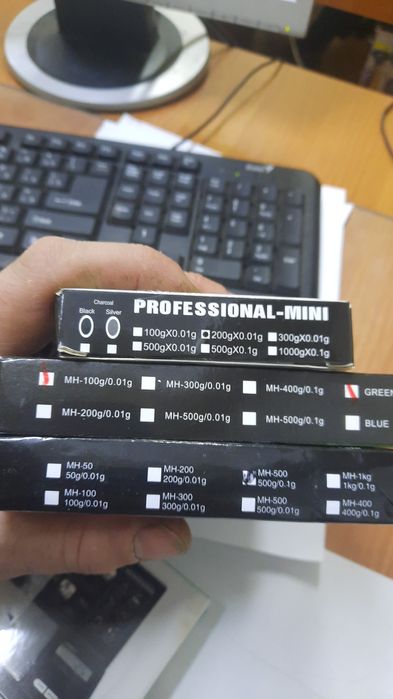 Charcoal
Black Silver
PROFESSIONAL-MINI
100gX0.01g 200gX0.01g 300gX0.01g
500gX0.01g 500gX0.1g 1000gX0.1g
MH-100g/0.01g MH-300g/0.01g MH-400g/0.1g GREEN
MH-200g/0.01g MH-500g/0.01g MH-500g/0.1g BLUE
MH-50 MH-200 MH-500 MH-1kg
50g/0.01g 200g/0.01g 500g/0.1g 1kg/0.1g
MH-100 MH-300 MH-500 MH-400
100g/0.01g 300g/0.01g 500g/0.01g 400g/0.1g